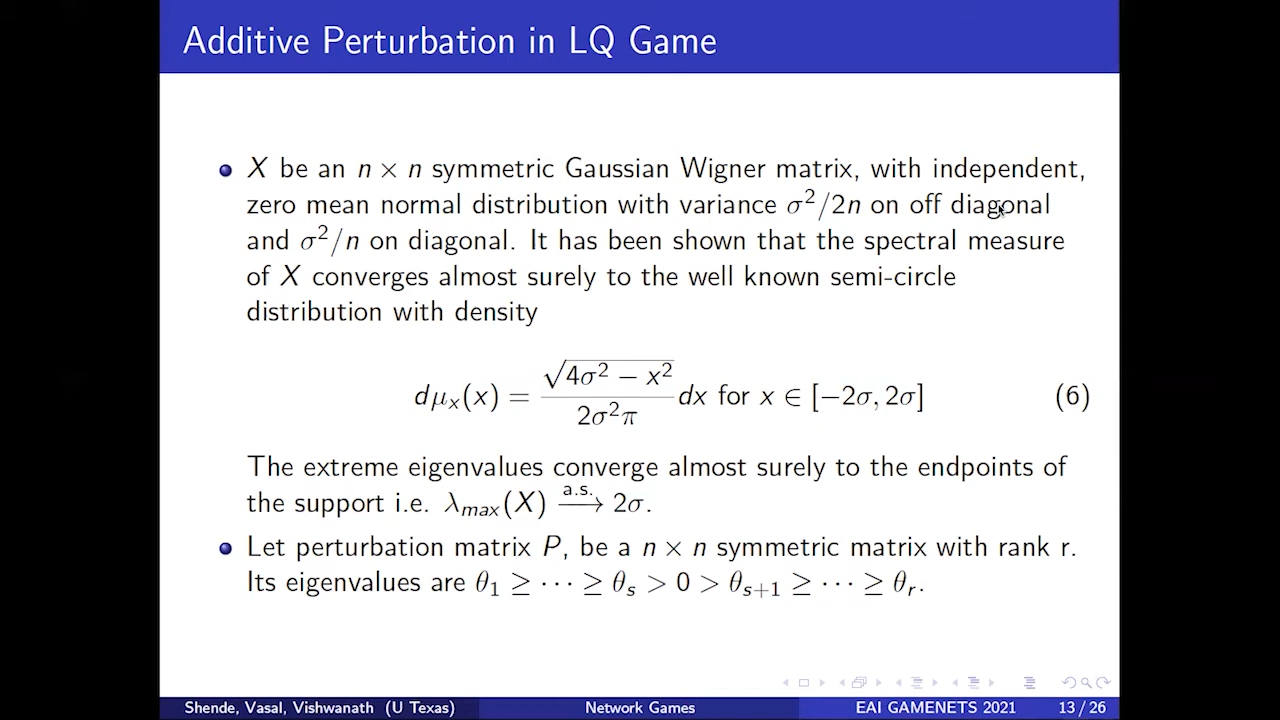 Additive Perturbation in LQ Game
X be an n × n symmetric Gaussian Wigner matrix, with independent,
zero mean normal distribution with variance σ²/2n on off diagonal
and σ²/n on diagonal. It has been shown that the spectral measure
of X converges almost surely to the well known semi-circle
distribution with density
dμₓ(x) = √(4σ² − x²) / 2σ²π dx for x ∈ [−2σ, 2σ] (6)
The extreme eigenvalues converge almost surely to the endpoints of
the support i.e. λ_max(X) —a.s.→ 2σ.
Let perturbation matrix P, be a n × n symmetric matrix with rank r.
Its eigenvalues are θ₁ ≥ ··· ≥ θₛ > 0 > θₛ₊₁ ≥ ··· ≥ θᵣ.
Shende, Vasal, Vishwanath (U Texas) Network Games EAI GAMENETS 2021 13 / 26